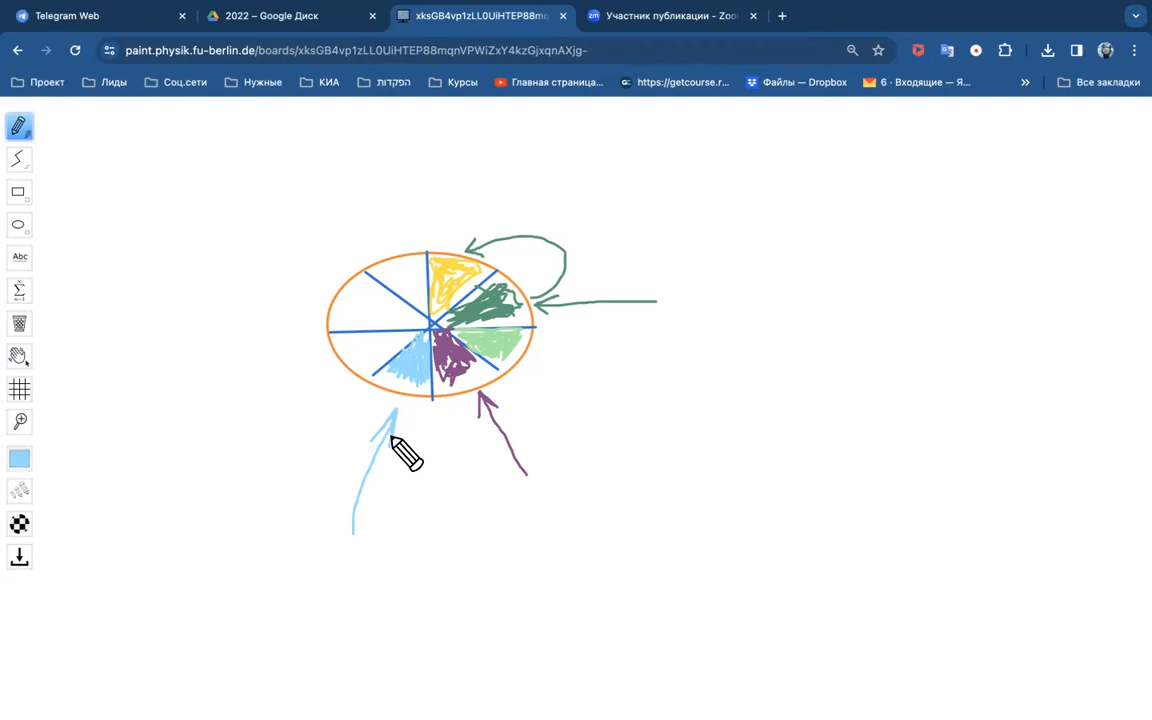 Telegram Web
2022 – Google Диск
xksGB4vp1zLL0UiHTEP88mq
Участник публикации - Zoo
paint.physik.fu-berlin.de/boards/xksGB4vp1zLL0UiHTEP88mqnVPWiZxY4kzGjxqnAXjg-
Проект
Лиды
Соц.сети
Нужные
КИА
הפקדות
Курсы
Главная страница...
https://getcourse.r...
Файлы — Dropbox
6 · Входящие — Я...
Все закладки
Abc